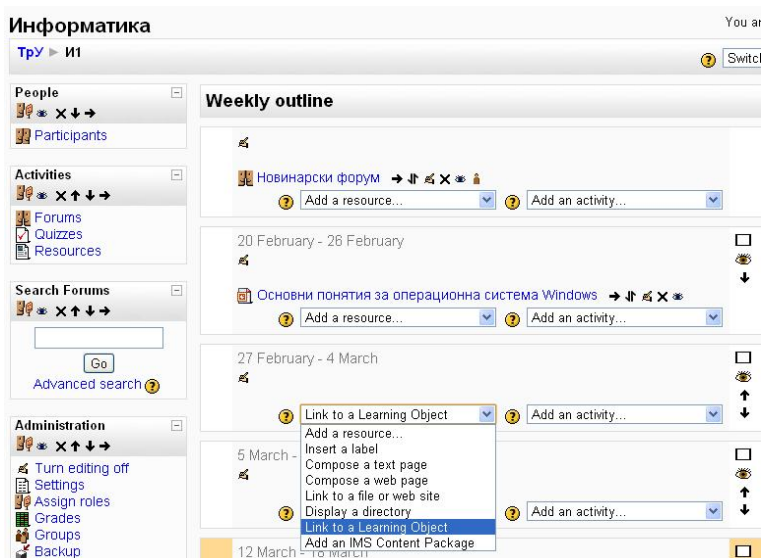 Информатика
You ar
ТрУ ► И1
Switch
People
Participants
Activities
Forums
Quizzes
Resources
Search Forums
Go
Advanced search
Administration
Turn editing off
Settings
Assign roles
Grades
Groups
Backup
Weekly outline
Новинарски форум
Add a resource... Add an activity...
20 February - 26 February
Основни понятия за операционна система Windows
Add a resource... Add an activity...
27 February - 4 March
Link to a Learning Object Add an activity...
Add a resource...
Insert a label
Compose a text page
Compose a web page
Link to a file or web site
Display a directory
Link to a Learning Object
Add an IMS Content Package
5 March -
Add an activity...
12 March - 18 March